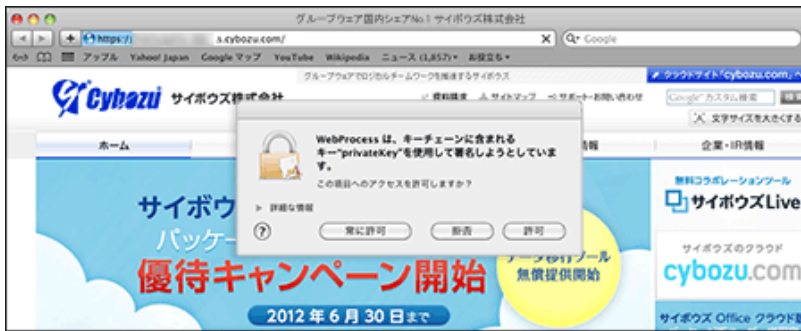 グループウェア国内シェアNo.1 サイボウズ株式会社
https:/
s.cybozu.com/
Google
アップル Yahoo! Japan Google マップ YouTube Wikipedia ニュース (1,857) お役立ち
グループウエアでロジカルチームワークを推進するサイボウズ
クラウドサイト「cybozu.com」へ
Cybozu サイボウズ株式会社
資料請求 サイトマップ サポート・お問い合わせ
Google カスタム検索 検索
文字サイズを大きくする
ホーム
企業・IR情報
WebProcess は、キーチェーンに含まれる
キー"privateKey"を使用して署名しようとしていま
す。
この項目へのアクセスを許可しますか？
詳細な情報
? 常に許可 拒否 許可
サイボウ
パッケー
優待キャンペーン開始
2012年6月30日まで
データ移行ツール
無償提供開始
無料コラボレーションツール
サイボウズLive
サイボウズのクラウド
cybozu.com
サイボウズ Office クラウド版